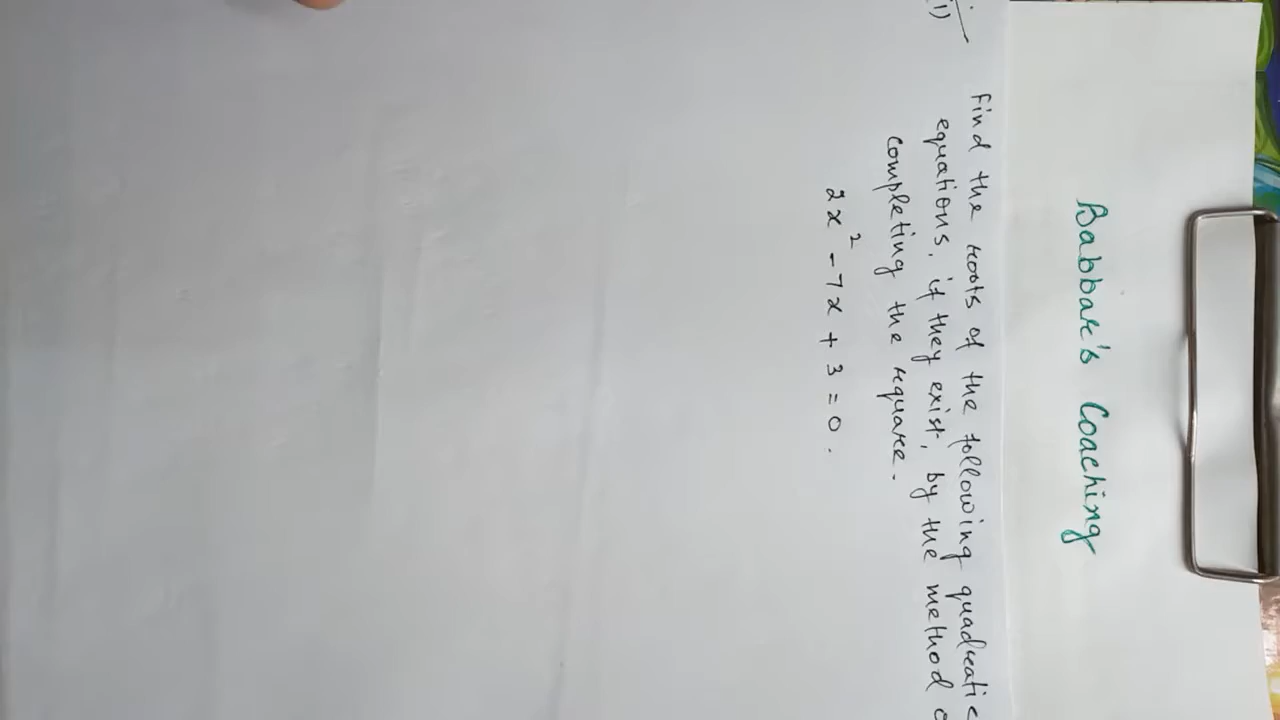 Babbar's Coaching
1)
Find the roots of the following quadratic
equations, if they exist, by the method
completing the square.
2x² - 7x + 3 = 0.